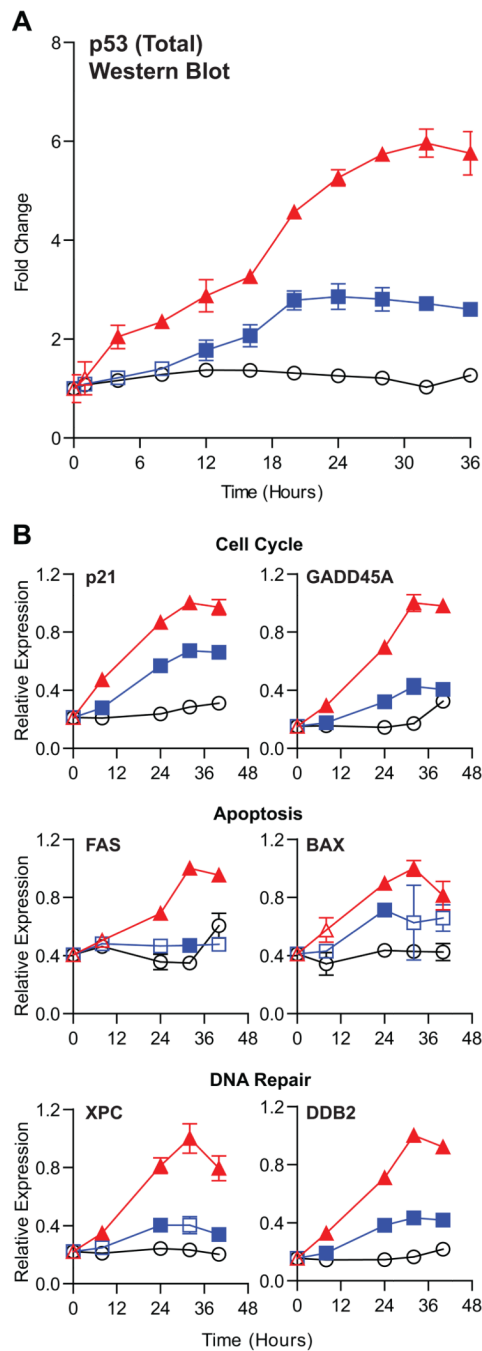 A
p53 (Total)
Western Blot
8
6
4
2
0
Fold Change
0 6 12 18 24 30 36
Time (Hours)
B
Cell Cycle
p21
GADD45A
1.2
0.8
0.4
0.0
Relative Expression
0 12 24 36 48
1.2
0.8
0.4
0.0
0 12 24 36 48
Apoptosis
FAS
BAX
1.2
0.8
0.4
0.0
Relative Expression
0 12 24 36 48
1.2
0.8
0.4
0.0
0 12 24 36 48
DNA Repair
XPC
DDB2
1.2
0.8
0.4
0.0
Relative Expression
0 12 24 36 48
1.2
0.8
0.4
0.0
0 12 24 36 48
Time (Hours)